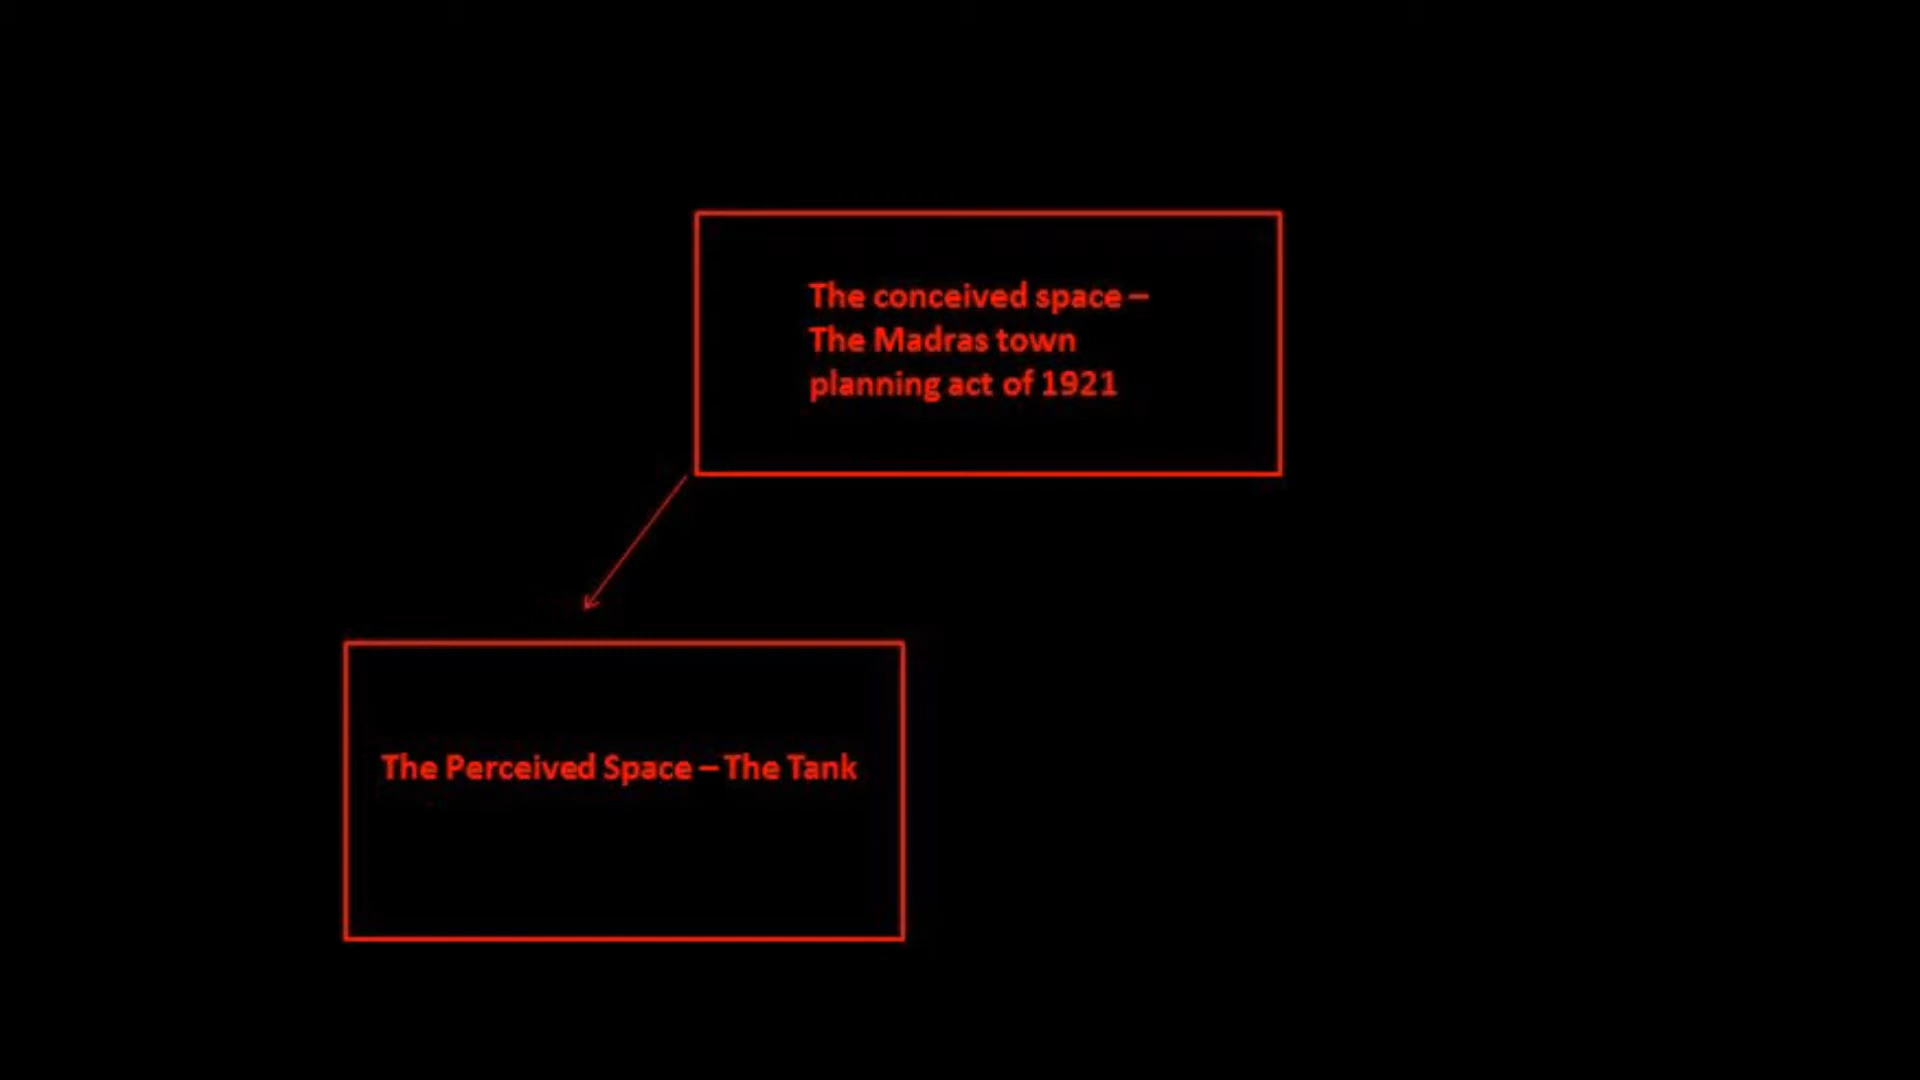 The conceived space –
The Madras town
planning act of 1921
The Perceived Space – The Tank